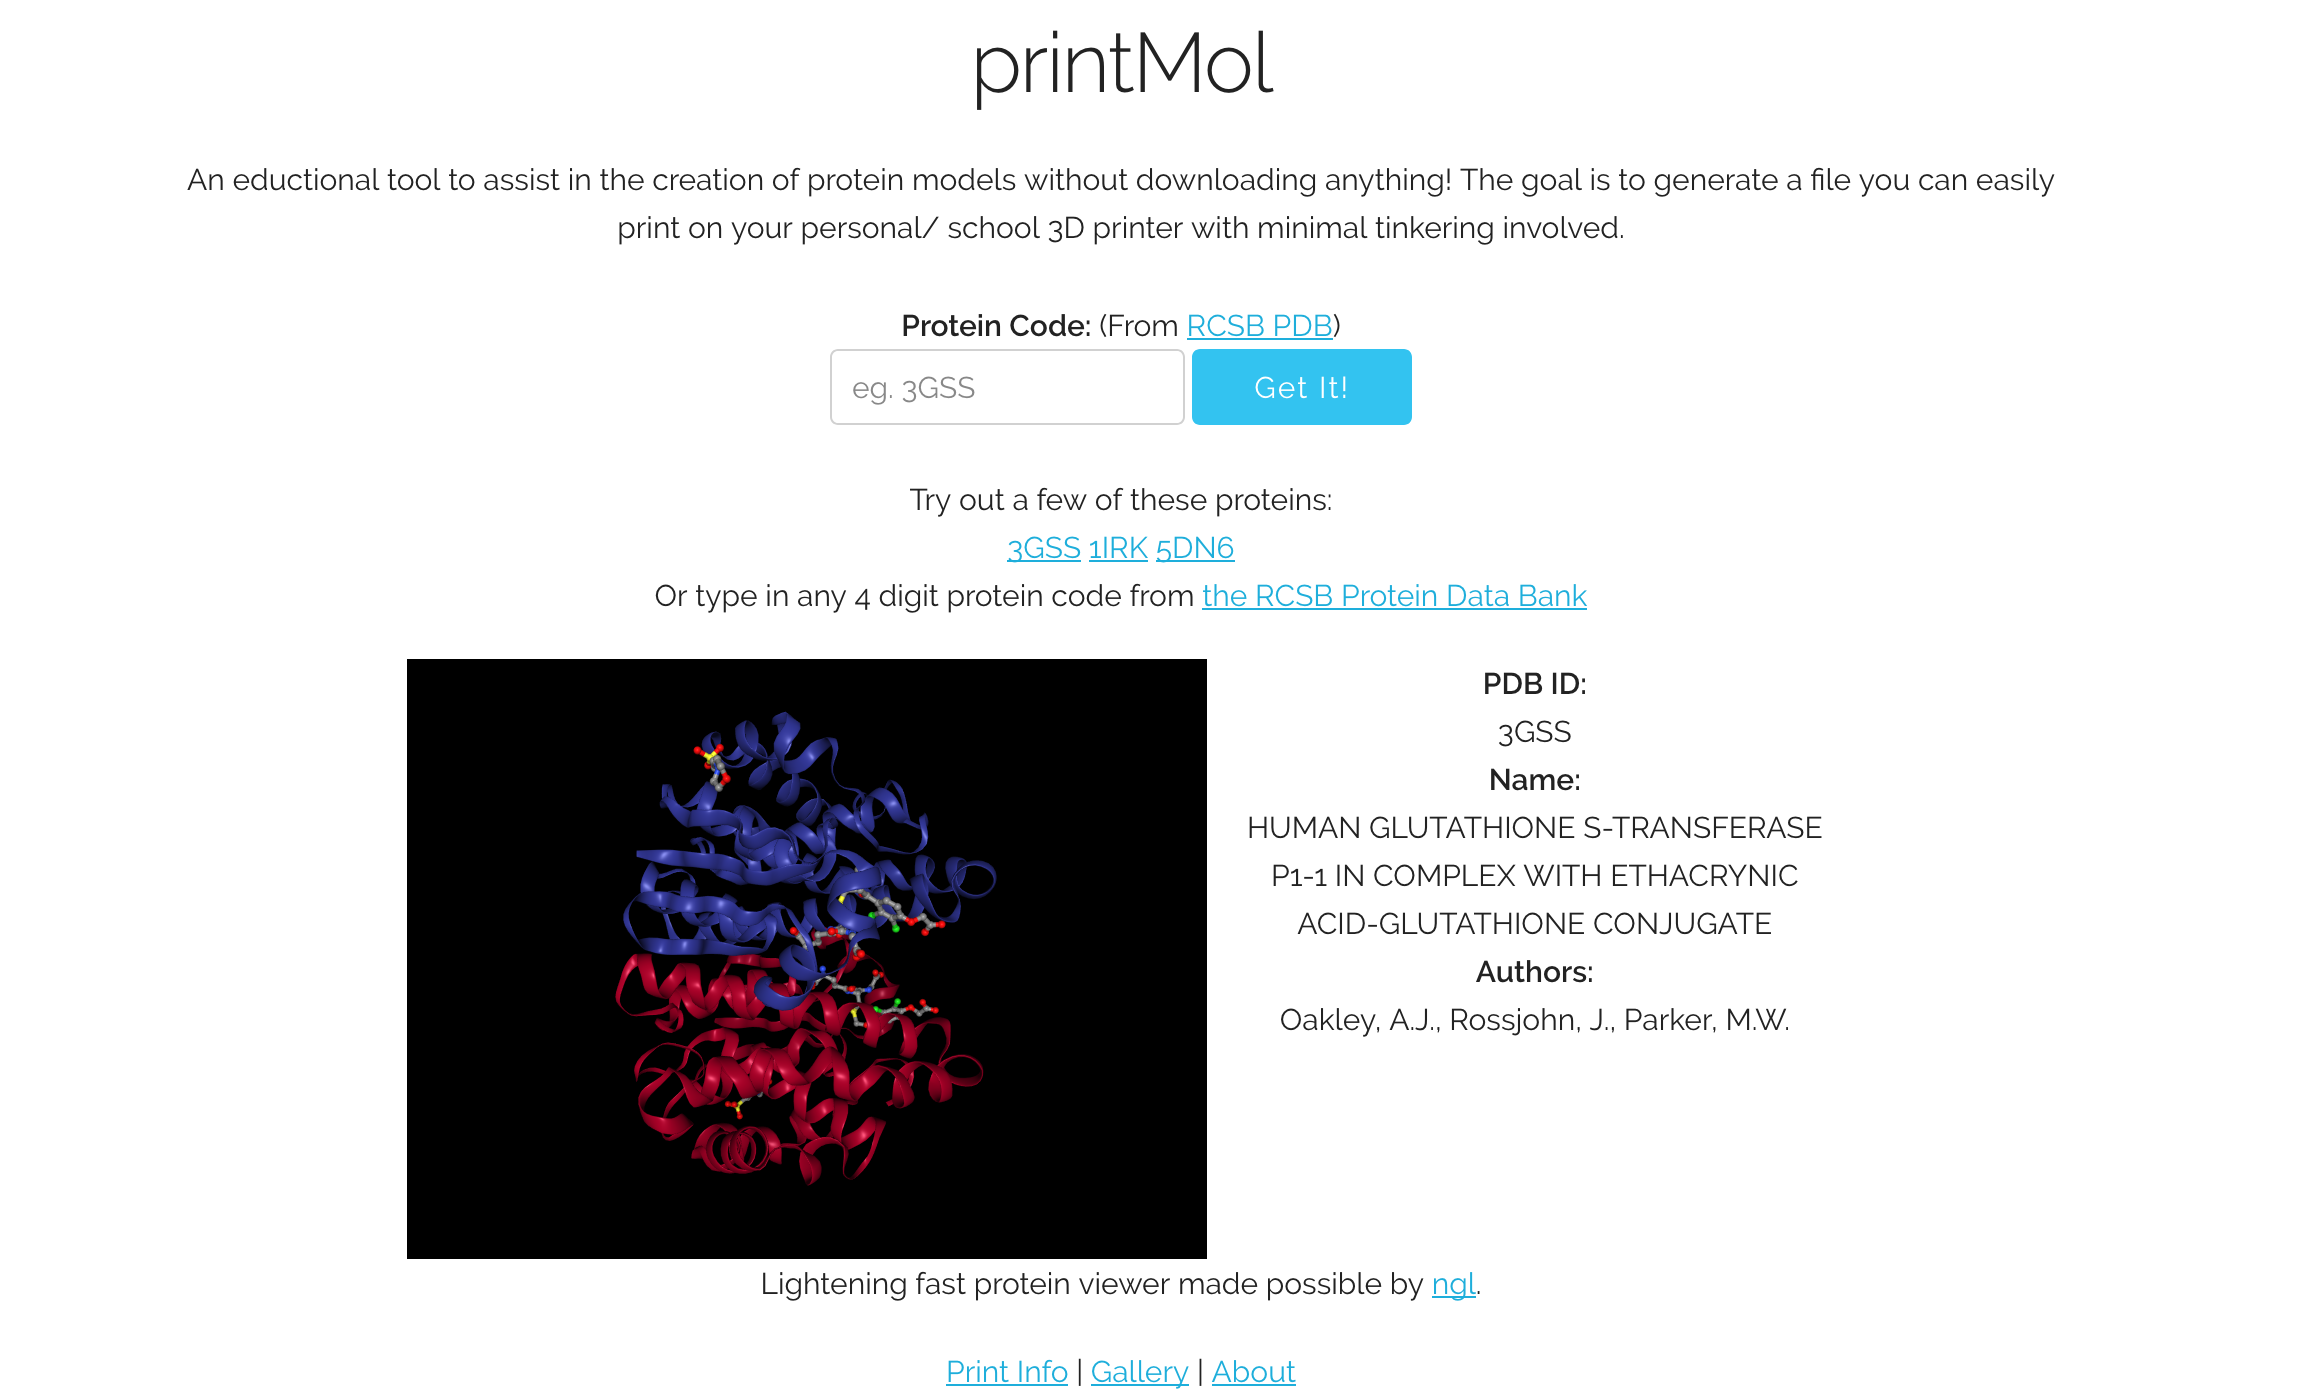 printMol
An eductional tool to assist in the creation of protein models without downloading anything! The goal is to generate a file you can easily
print on your personal/ school 3D printer with minimal tinkering involved.
Protein Code: (From RCSB PDB)
eg. 3GSS
Get It!
Try out a few of these proteins:
3GSS 1IRK 5DN6
Or type in any 4 digit protein code from the RCSB Protein Data Bank
PDB ID:
3GSS
Name:
HUMAN GLUTATHIONE S-TRANSFERASE
P1-1 IN COMPLEX WITH ETHACRYNIC
ACID-GLUTATHIONE CONJUGATE
Authors:
Oakley, A.J., Rossjohn, J., Parker, M.W.
Lightening fast protein viewer made possible by ngl.
Print Info | Gallery | About